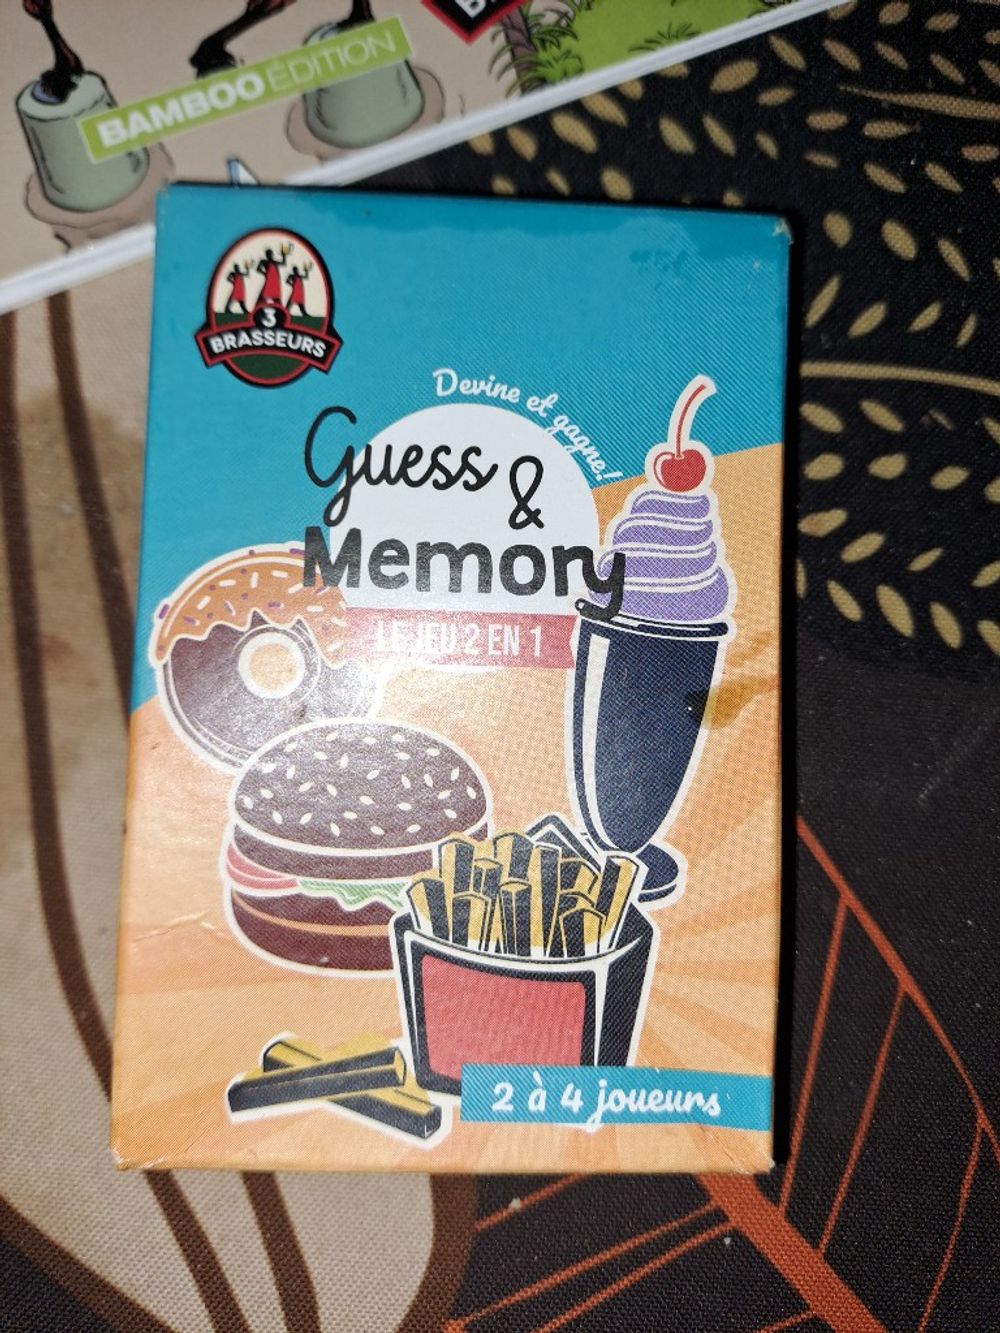 BAMBOO ÉDITION
3
BRASSEURS
Devine et gagne!
Guess &
Memory
LE JEU 2 EN 1
2 à 4 joueurs